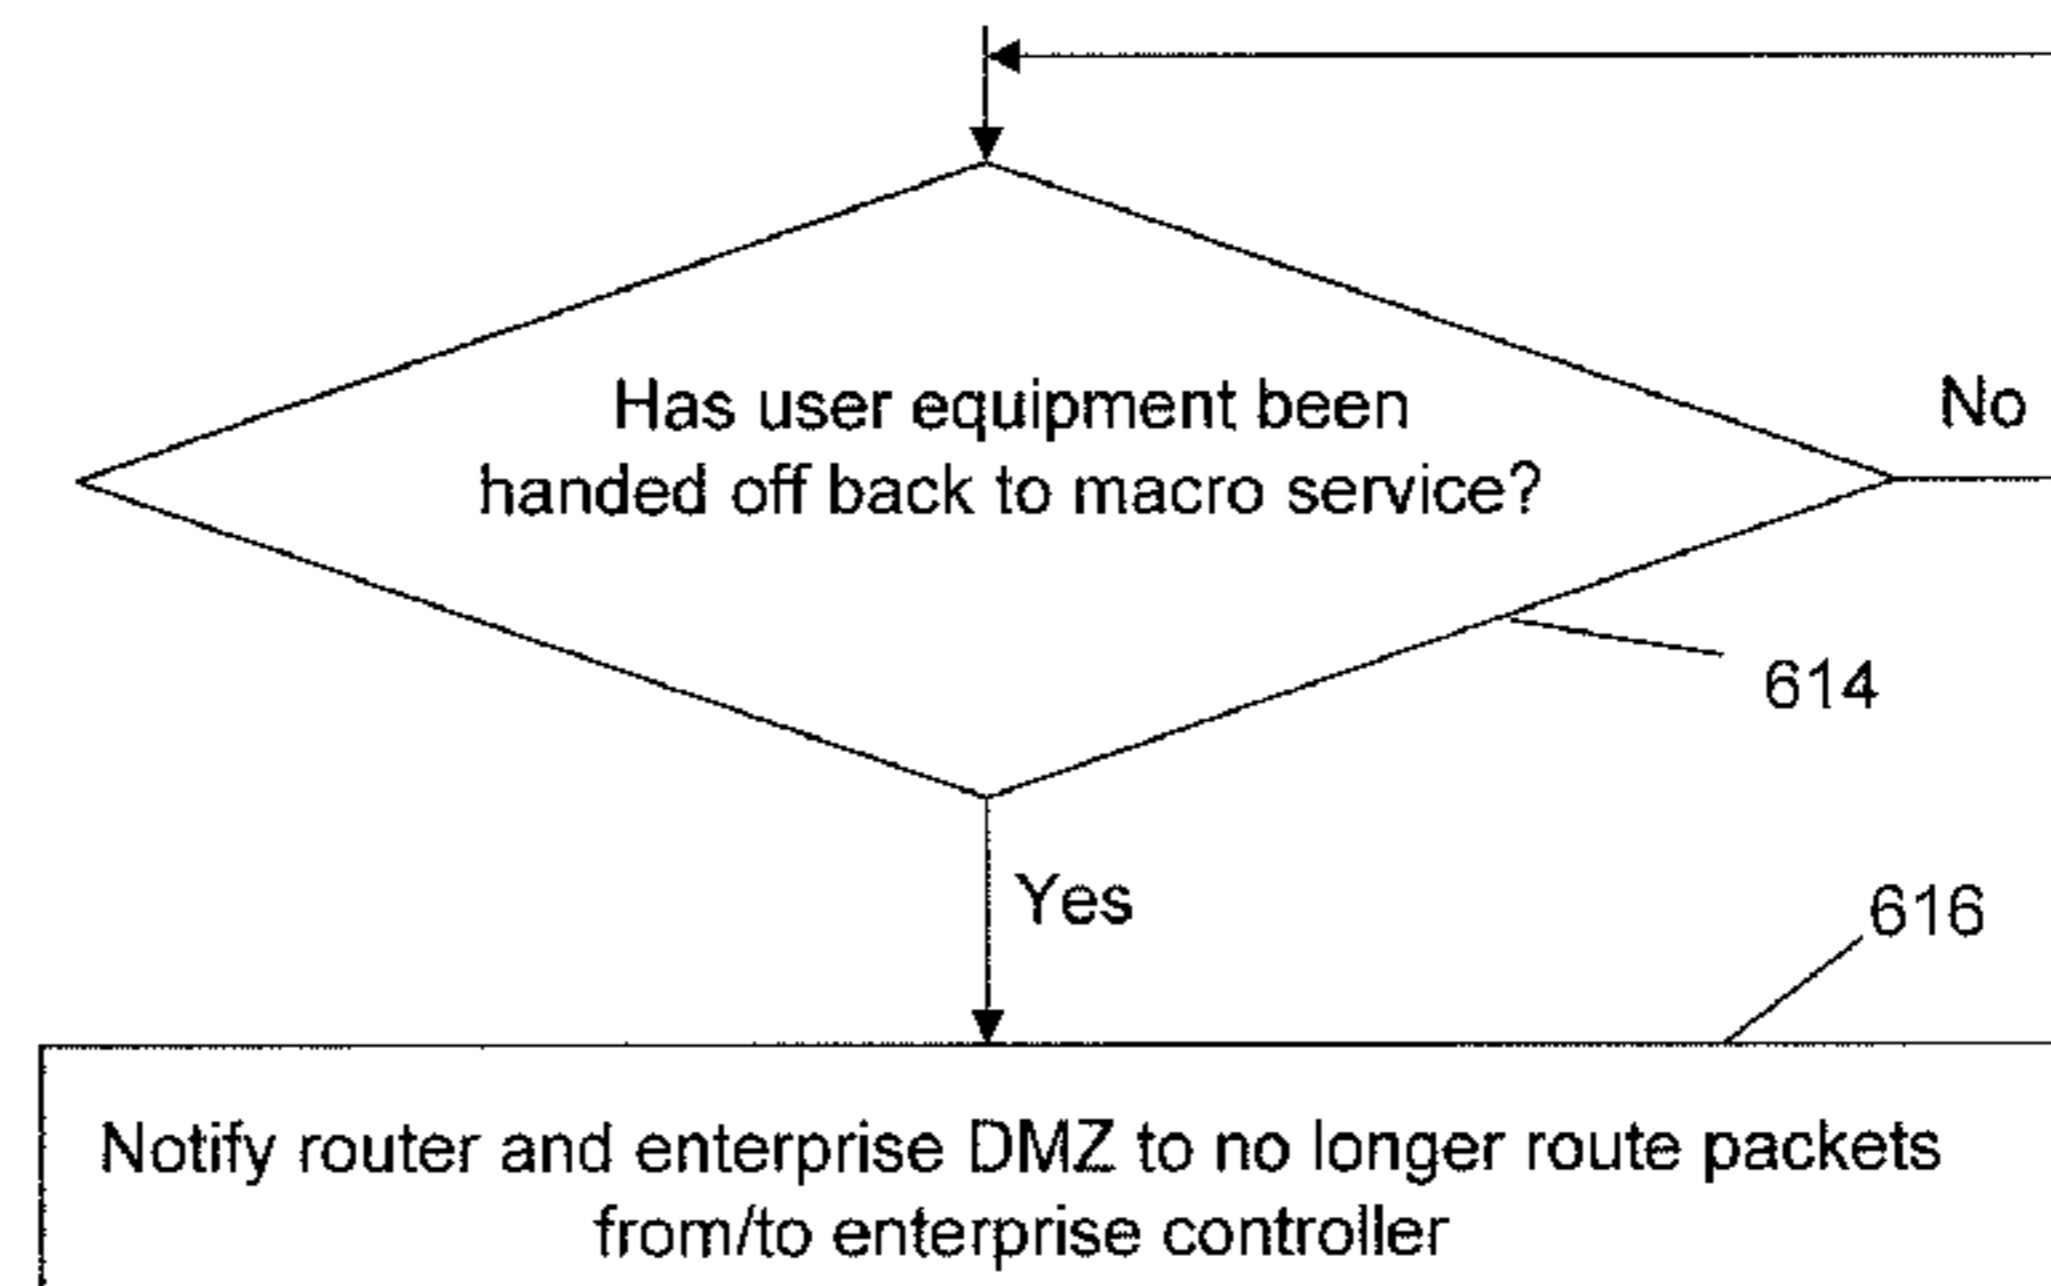 Has user equipment been
handed off back to macro service?
No
614
Yes
616
Notify router and enterprise DMZ to no longer route packets
from/to enterprise controller